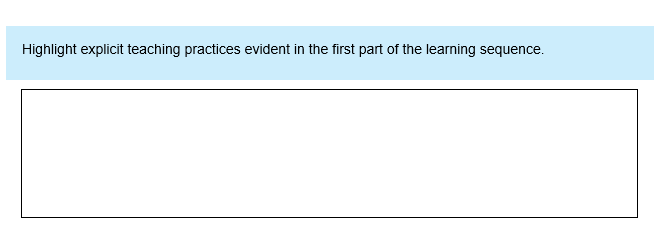 Highlight explicit teaching practices evident in the first part of the learning sequence.